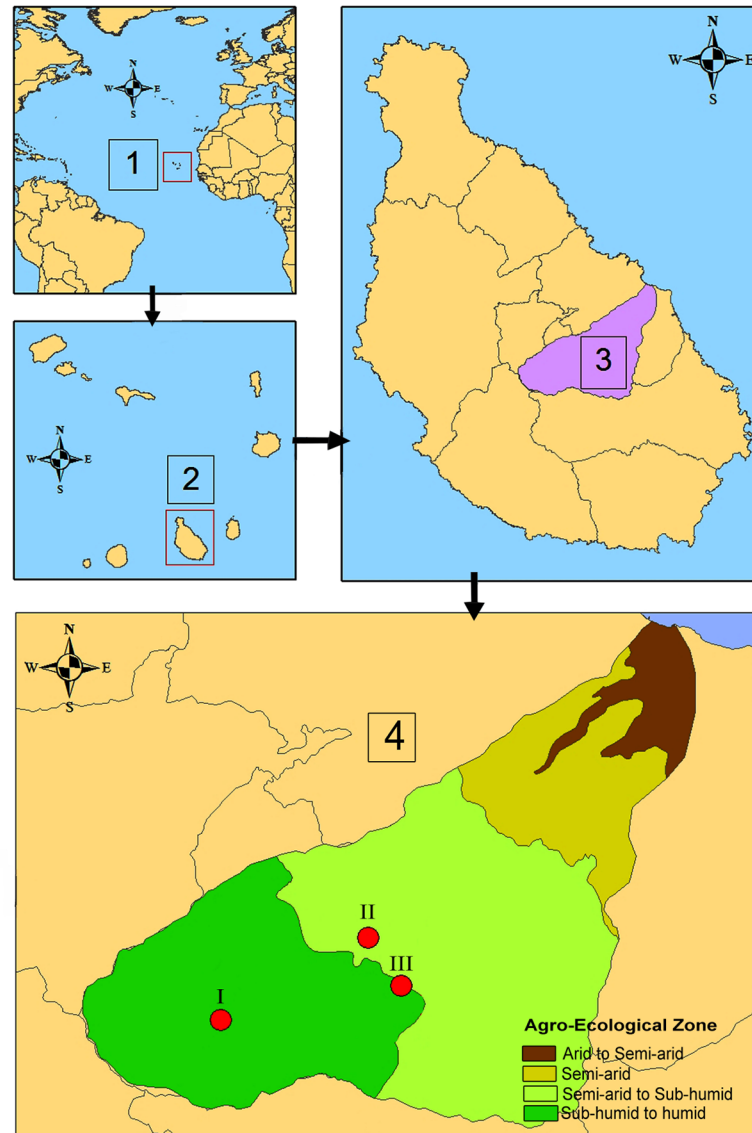 N
W E
S
1
N
W E
S
2
N
W E
S
3
N
W E
S
4
II
III
I
Agro-Ecological Zone
Arid to Semi-arid
Semi-arid
Semi-arid to Sub-humid
Sub-humid to humid